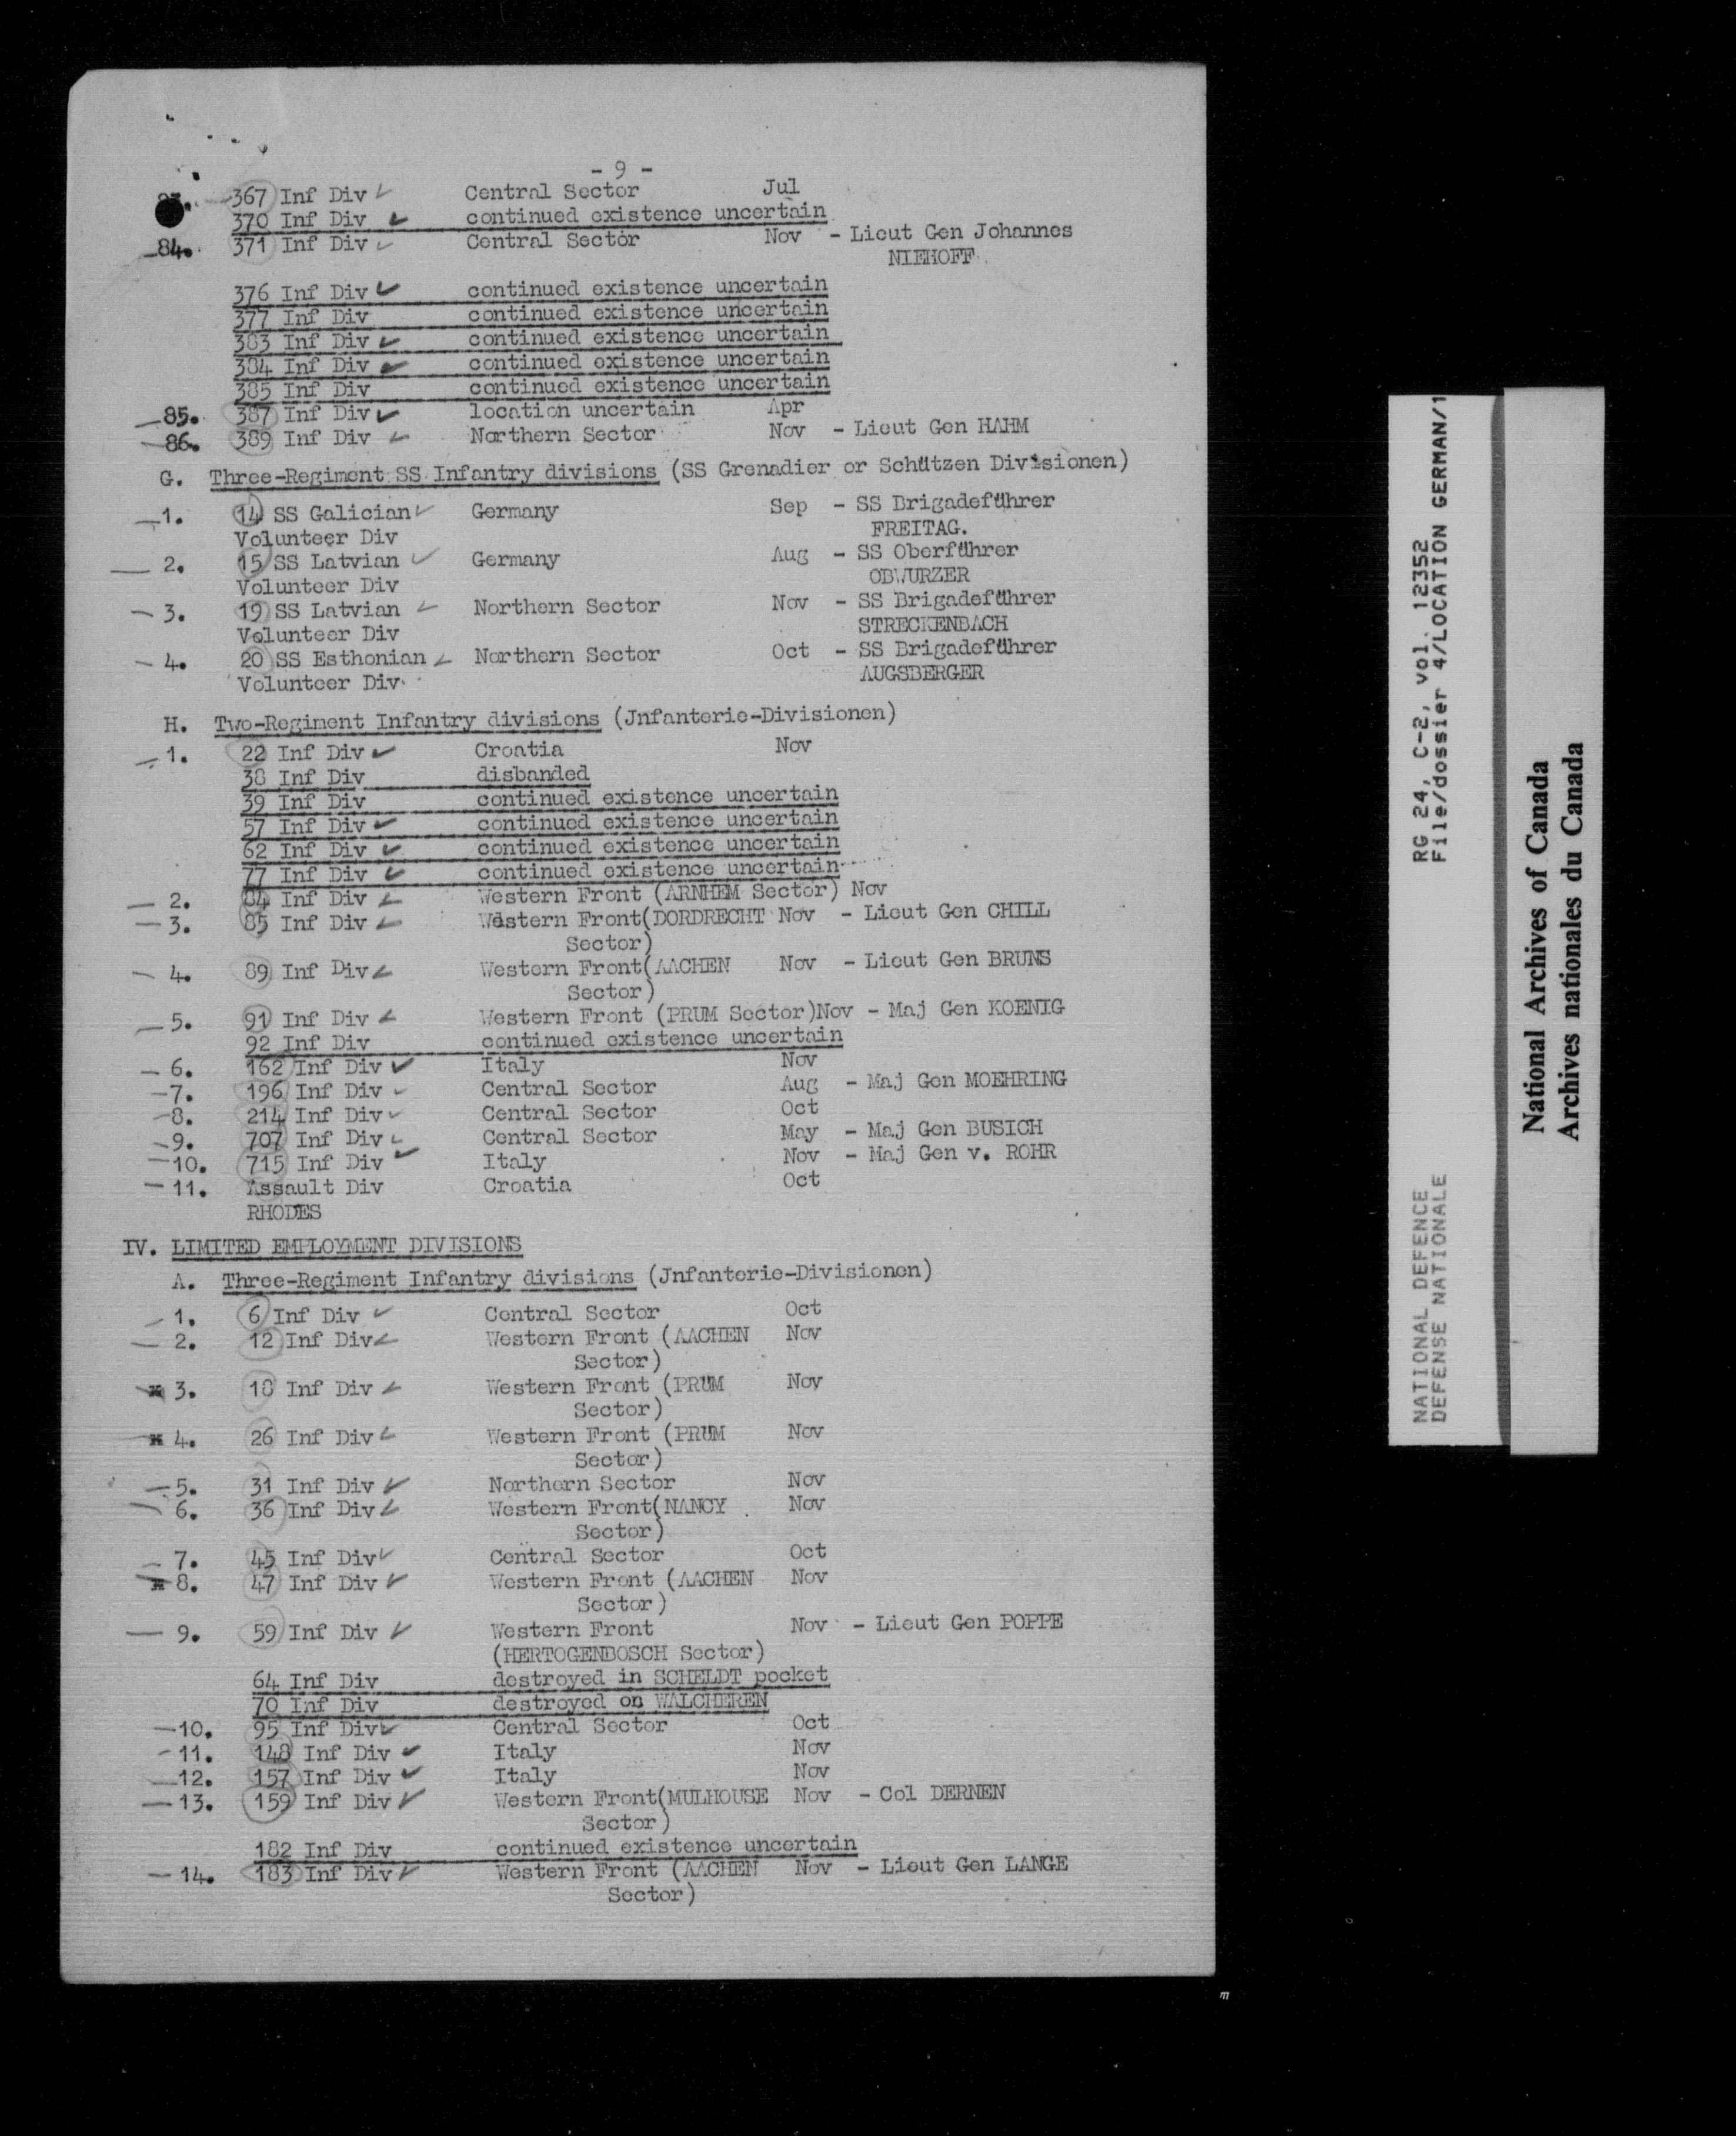 - 9 -
83. 367 Inf Div Central Sector Jul
370 Inf Div continued existence uncertain
84. 371 Inf Div Central Sector Nov - Lieut Gen Johannes
NIEHOFF.
376 Inf Div continued existence uncertain
377 Inf Div continued existence uncertain
383 Inf Div continued existence uncertain
384 Inf Div continued existence uncertain
385 Inf Div continued existence uncertain
85. 387 Inf Div location uncertain Apr
86. 389 Inf Div Northern Sector Nov - Lieut Gen HAHM
G. Three-Regiment SS Infantry divisions (SS Grenadier or Schützen Divisionen)
1. 14 SS Galician Germany Sep - SS Brigadeführer
Volunteer Div FREITAG.
2. 15 SS Latvian Germany Aug - SS Oberführer
Volunteer Div OBWURZER
3. 19 SS Latvian Northern Sector Nov - SS Brigadeführer
Volunteer Div STRECKENBACH
4. 20 SS Esthonian Northern Sector Oct - SS Brigadeführer
Volunteer Div AUGSBERGER
H. Two-Regiment Infantry divisions (Jnfanterie-Divisionen)
1. 22 Inf Div Croatia Nov
38 Inf Div disbanded
39 Inf Div continued existence uncertain
57 Inf Div continued existence uncertain
62 Inf Div continued existence uncertain
77 Inf Div continued existence uncertain
2. 84 Inf Div Western Front (ARNHEM Sector) Nov
3. 85 Inf Div Western Front(DORDRECHT Nov - Lieut Gen CHILL
Sector)
4. 89 Inf Div Western Front(AACHEN Nov - Lieut Gen BRUNS
Sector)
5. 91 Inf Div Western Front (PRUM Sector)Nov - Maj Gen KOENIG
92 Inf Div continued existence uncertain
6. 162 Inf Div Italy Nov
7. 196 Inf Div Central Sector Aug - Maj Gen MOEHRING
8. 214 Inf Div Central Sector Oct
9. 707 Inf Div Central Sector May - Maj Gen BUSICH
10. 715 Inf Div Italy Nov - Maj Gen v. ROHR
11. Assault Div Croatia Oct
RHODES
IV. LIMITED EMPLOYMENT DIVISIONS
A. Three-Regiment Infantry divisions (Jnfanterie-Divisionen)
1. 6 Inf Div Central Sector Oct
2. 12 Inf Div Western Front (AACHEN Nov
Sector)
x 3. 18 Inf Div Western Front (PRUM Nov
Sector)
x 4. 26 Inf Div Western Front (PRUM Nov
Sector)
5. 31 Inf Div Northern Sector Nov
6. 36 Inf Div Western Front(NANCY Nov
Sector)
7. 45 Inf Div Central Sector Oct
x 8. 47 Inf Div Western Front (AACHEN Nov
Sector)
9. 59 Inf Div Western Front Nov - Lieut Gen POPPE
(HERTOGENBOSCH Sector)
64 Inf Div destroyed in SCHELDT pocket
70 Inf Div destroyed on WALCHEREN
10. 95 Inf Div Central Sector Oct
11. 148 Inf Div Italy Nov
12. 157 Inf Div Italy Nov
13. 159 Inf Div Western Front(MULHOUSE Nov - Col DERNEN
Sector)
182 Inf Div continued existence uncertain
14. 183 Inf Div Western Front (AACHEN Nov - Lieut Gen LANGE
Sector)
NATIONAL DEFENCE RG 24, C-2, vol. 12352
DEFENSE NATIONALE File/dossier 4/LOCATION GERMAN/1
National Archives of Canada
Archives nationales du Canada